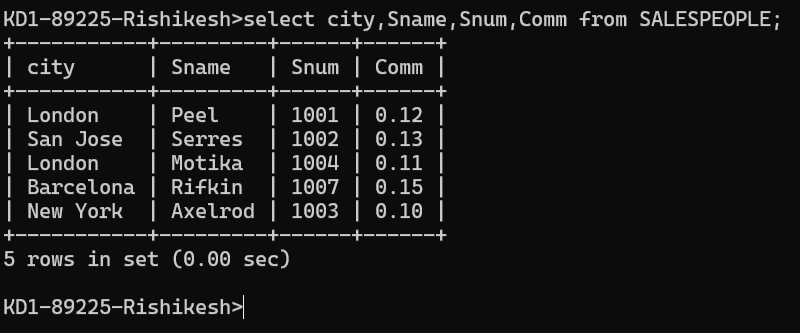 KD1-89225-Rishikesh>select city,Sname,Snum,Comm from SALESPEOPLE;
+-----------+---------+------+------+
| city      | Sname   | Snum | Comm |
+-----------+---------+------+------+
| London    | Peel    | 1001 | 0.12 |
| San Jose  | Serres  | 1002 | 0.13 |
| London    | Motika  | 1004 | 0.11 |
| Barcelona | Rifkin  | 1007 | 0.15 |
| New York  | Axelrod | 1003 | 0.10 |
+-----------+---------+------+------+
5 rows in set (0.00 sec)
KD1-89225-Rishikesh>